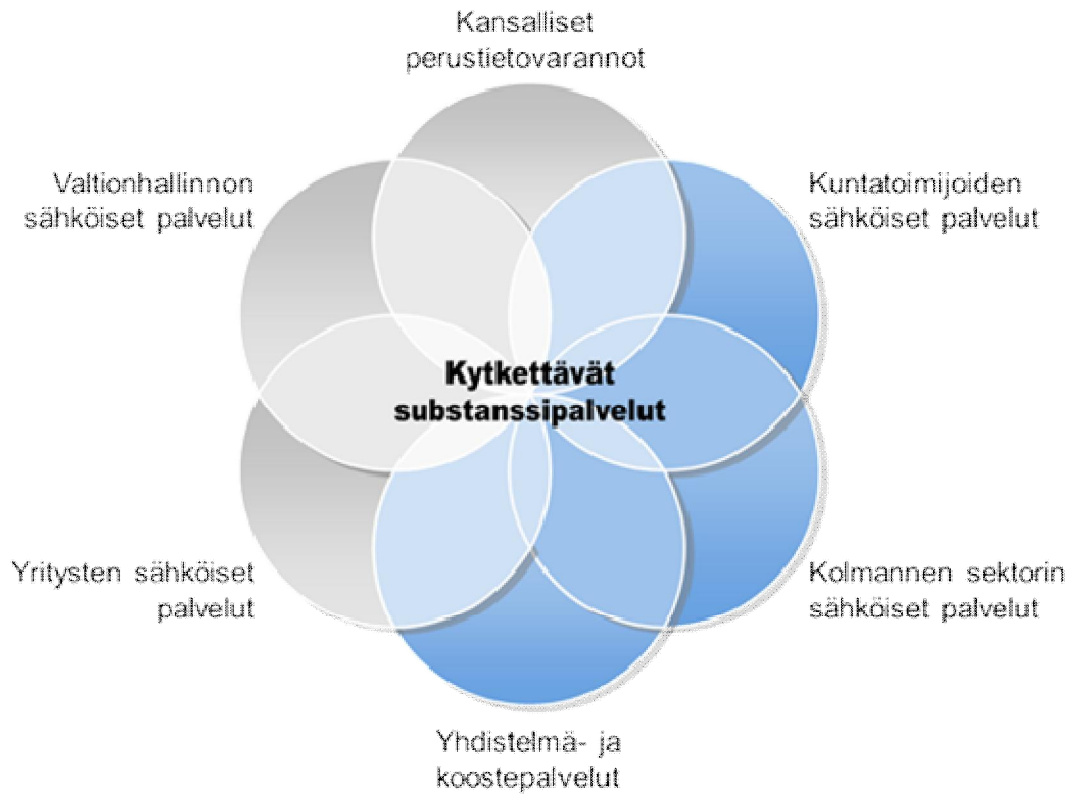 Kansalliset
perustietovarannot
Valtionhallinnon
sähköiset palvelut
Kuntatoimijoiden
sähköiset palvelut
Kytkettävät
substanssipalvelut
Yritysten sähköiset
palvelut
Kolmannen sektorin
sähköiset palvelut
Yhdistelmä- ja
koostepalvelut